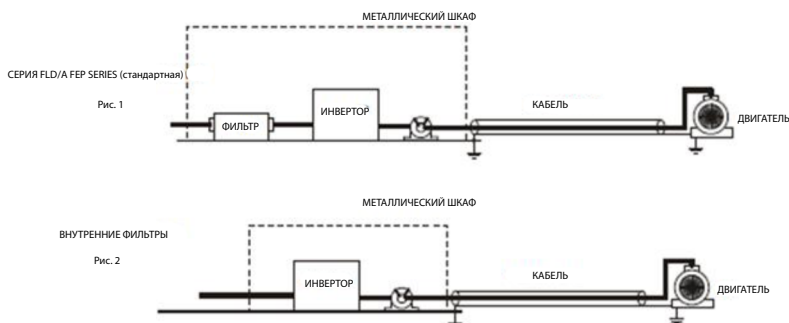 МЕТАЛЛИЧЕСКИЙ ШКАФ
СЕРИЯ FLD/A FEP SERIES (стандартная)
Рис. 1
ФИЛЬТР
ИНВЕРТОР
КАБЕЛЬ
ДВИГАТЕЛЬ
МЕТАЛЛИЧЕСКИЙ ШКАФ
ВНУТРЕННИЕ ФИЛЬТРЫ
Рис. 2
ИНВЕРТОР
КАБЕЛЬ
ДВИГАТЕЛЬ